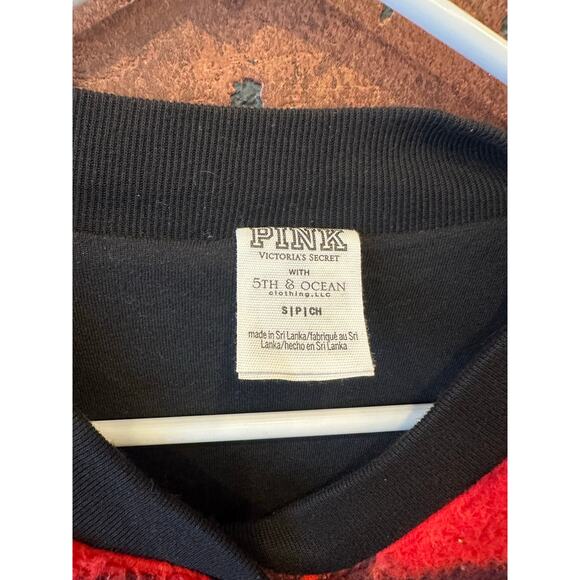 PINK
VICTORIA'S SECRET
WITH
5TH & OCEAN
clothing, LLC
S|P|CH
made in Sri Lanka/fabriqué au Sri
Lanka/hecho en Sri Lanka